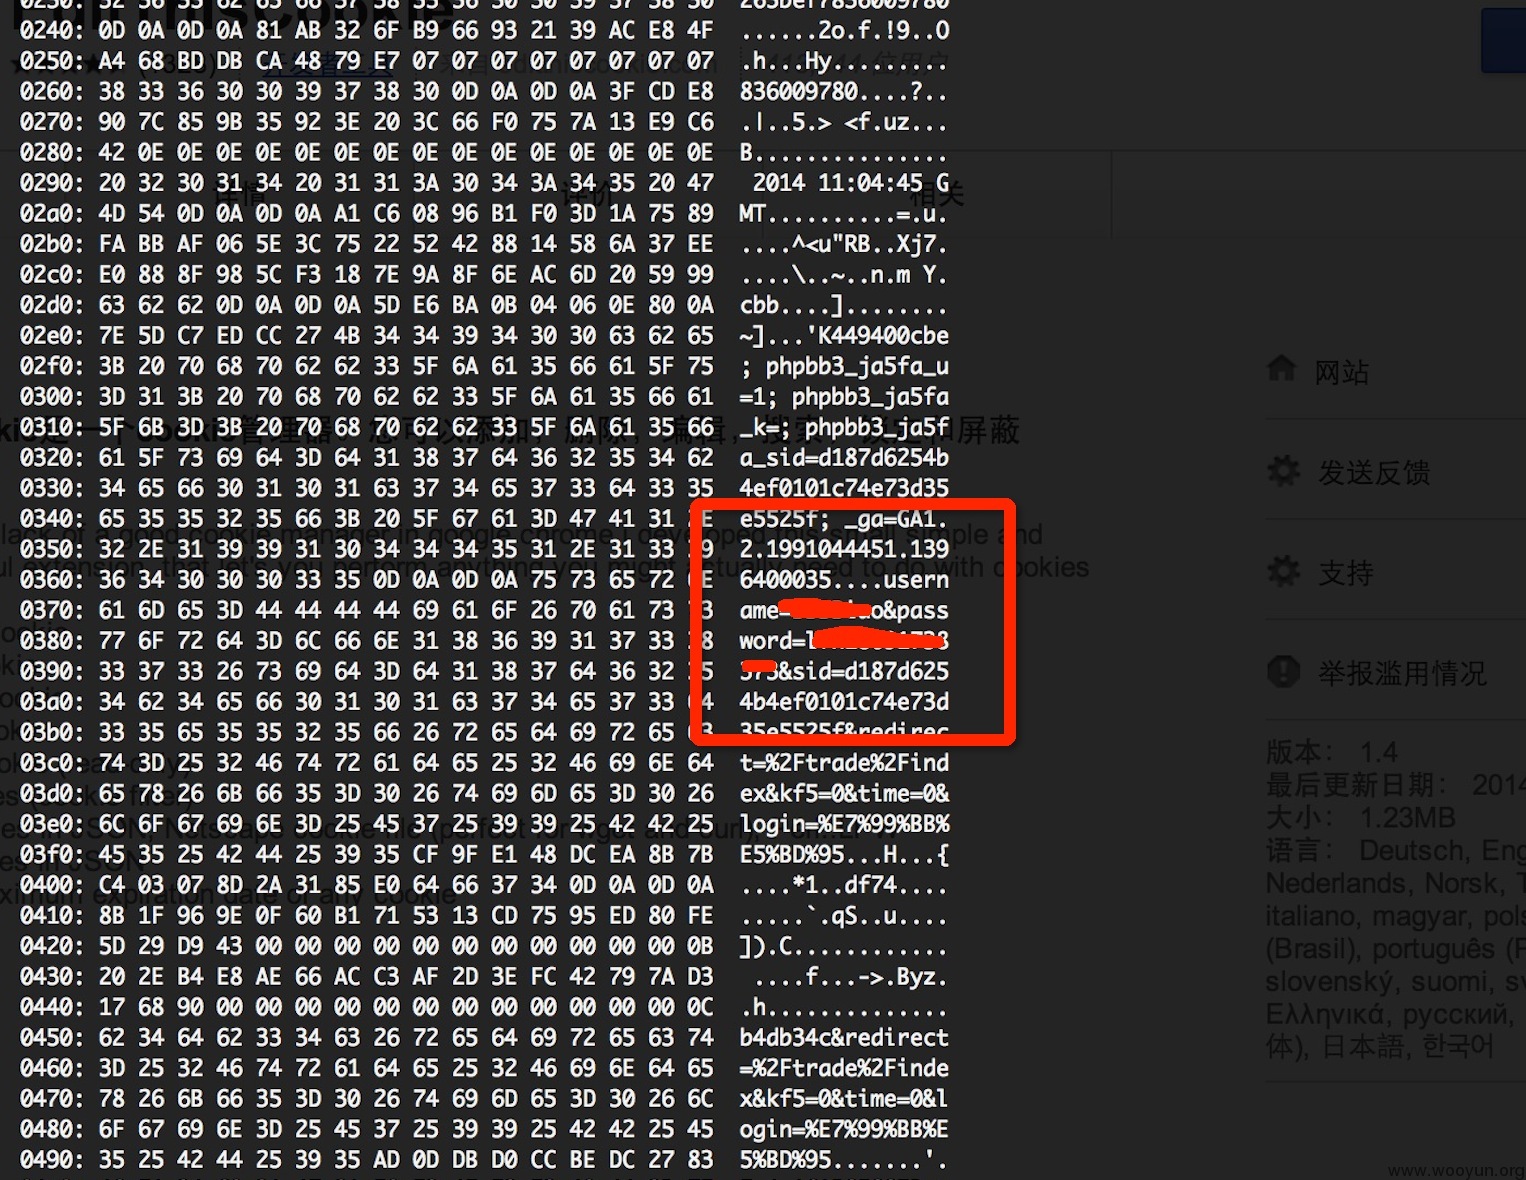 0240: 0D 0A 0D 0A 81 AB 32 6F B9 66 93 21 39 AC E8 4F ......2o.f.!9..O
0250: A4 68 BD DB CA 48 79 E7 07 07 07 07 07 07 07 07 .h...Hy.........
0260: 38 33 36 30 30 39 37 38 30 0D 0A 0D 0A 3F CD E8 836009780....?..
0270: 90 7C 85 9B 35 92 3E 20 3C 66 F0 75 7A 13 E9 C6 .|..5.> <f.uz...
0280: 42 0E 0E 0E 0E 0E 0E 0E 0E 0E 0E 0E 0E 0E 0E 0E B...............
0290: 20 32 30 31 34 20 31 31 3A 30 34 3A 34 35 20 47  2014 11:04:45 G
02a0: 4D 54 0D 0A 0D 0A A1 C6 08 96 B1 F0 3D 1A 75 89 MT..........=.u.
02b0: FA BB AF 06 5E 3C 75 22 52 42 88 14 58 6A 37 EE ....^<u"RB..Xj7.
02c0: E0 88 8F 98 5C F3 18 7E 9A 8F 6E AC 6D 20 59 99 ....\..~..n.m Y.
02d0: 63 62 62 0D 0A 0D 0A 5D E6 BA 0B 04 06 0E 80 0A cbb....]........
02e0: 7E 5D C7 ED CC 27 4B 34 34 39 34 30 30 63 62 65 ~]...'K449400cbe
02f0: 3B 20 70 68 70 62 62 33 5F 6A 61 35 66 61 5F 75 ; phpbb3_ja5fa_u
0300: 3D 31 3B 20 70 68 70 62 62 33 5F 6A 61 35 66 61 =1; phpbb3_ja5fa
0310: 5F 6B 3D 3B 20 70 68 70 62 62 33 5F 6A 61 35 66 _k=; phpbb3_ja5f
0320: 61 5F 73 69 64 3D 64 31 38 37 64 36 32 35 34 62 a_sid=d187d6254b
0330: 34 65 66 30 31 30 31 63 37 34 65 37 33 64 33 35 4ef0101c74e73d35
0340: 65 35 35 32 35 66 3B 20 5F 67 61 3D 47 41 31 2E e5525f; _ga=GA1.
0350: 32 2E 31 39 39 31 30 34 34 34 35 31 2E 31 33 39 2.1991044451.139
0360: 36 34 30 30 30 33 35 0D 0A 0D 0A 75 73 65 72 6E 6400035....usern
0370: 61 6D 65 3D 44 44 44 44 69 61 6F 26 70 61 73 73 ame= o&pass
0380: 77 6F 72 64 3D 6C 66 6E 31 38 36 39 31 37 33 38 word=
0390: 33 37 33 26 73 69 64 3D 64 31 38 37 64 36 32 35 &sid=d187d625
03a0: 34 62 34 65 66 30 31 30 31 63 37 34 65 37 33 64 4b4ef0101c74e73d
03b0: 33 35 65 35 35 32 35 66 26 72 65 64 69 72 65 63 35e5525f&redirec
03c0: 74 3D 25 32 46 74 72 61 64 65 25 32 46 69 6E 64 t=%2Ftrade%2Find
03d0: 65 78 26 6B 66 35 3D 30 26 74 69 6D 65 3D 30 26 ex&kf5=0&time=0&
03e0: 6C 6F 67 69 6E 3D 25 45 37 25 39 39 25 42 42 25 login=%E7%99%BB%
03f0: 45 35 25 42 44 25 39 35 CF 9F E1 48 DC EA 8B 7B E5%BD%95...H...{
0400: C4 03 07 8D 2A 31 85 E0 64 66 37 34 0D 0A 0D 0A ....*1..df74....
0410: 8B 1F 96 9E 0F 60 B1 71 53 13 CD 75 95 ED 80 FE .....`.qS..u....
0420: 5D 29 D9 43 00 00 00 00 00 00 00 00 00 00 00 0B ]).C............
0430: 20 2E B4 E8 AE 66 AC C3 AF 2D 3E FC 42 79 7A D3  ....f...->.Byz.
0440: 17 68 90 00 00 00 00 00 00 00 00 00 00 00 00 0C .h..............
0450: 62 34 64 62 33 34 63 26 72 65 64 69 72 65 63 74 b4db34c&redirect
0460: 3D 25 32 46 74 72 61 64 65 25 32 46 69 6E 64 65 =%2Ftrade%2Finde
0470: 78 26 6B 66 35 3D 30 26 74 69 6D 65 3D 30 26 6C x&kf5=0&time=0&l
0480: 6F 67 69 6E 3D 25 45 37 25 39 39 25 42 42 25 45 ogin=%E7%99%BB%E
0490: 35 25 42 44 25 39 35 AD 0D DB D0 CC BE DC 27 83 5%BD%95.......'.
详情
评价
相关
网站
发送反馈
支持
举报滥用情况
版本: 1.4
最后更新日期: 2014
大小: 1.23MB
语言: Deutsch, Eng
Nederlands, Norsk, T
italiano, magyar, pols
(Brasil), português (P
slovenský, suomi, sv
Ελληνικά, русский,
体), 日本語, 한국어
www.wooyun.org